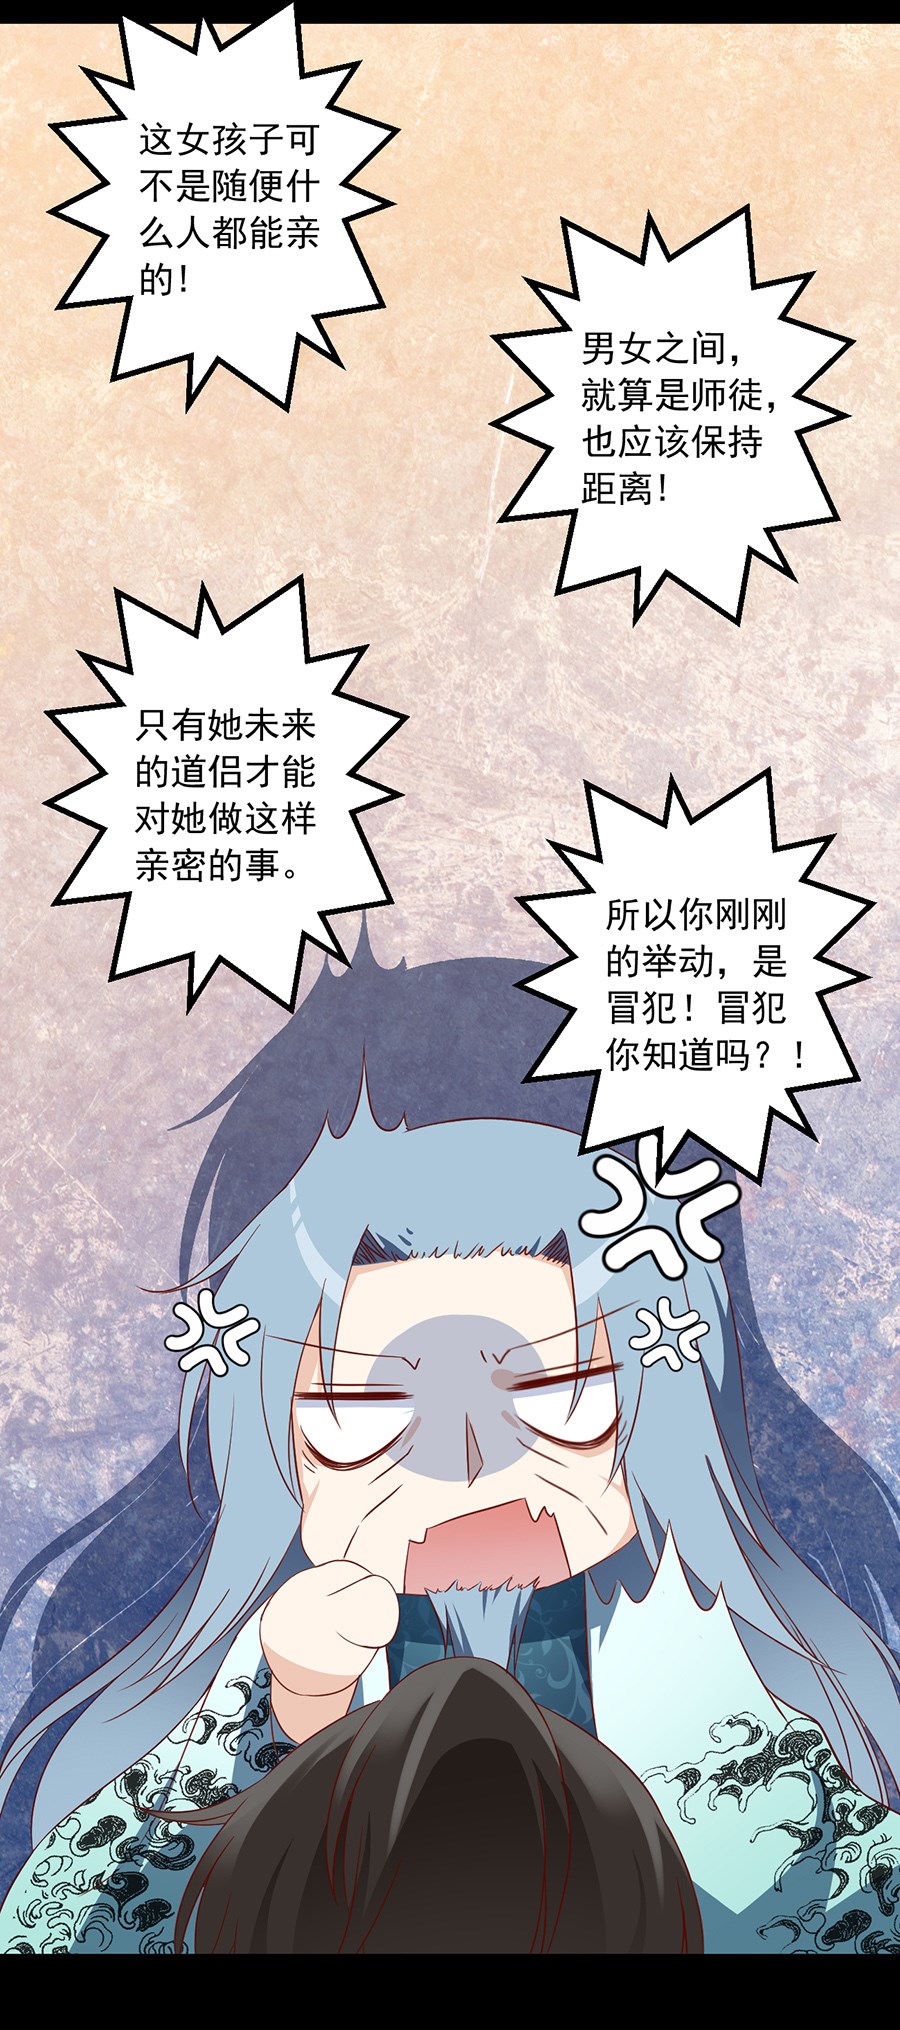 这女孩子可
不是随便什
么人都能亲
的！
男女之间，
就算是师徒，
也应该保持
距离！
只有她未来
的道侣才能
对她做这样
亲密的事。
所以你刚刚
的举动，是
冒犯！冒犯
你知道吗？！